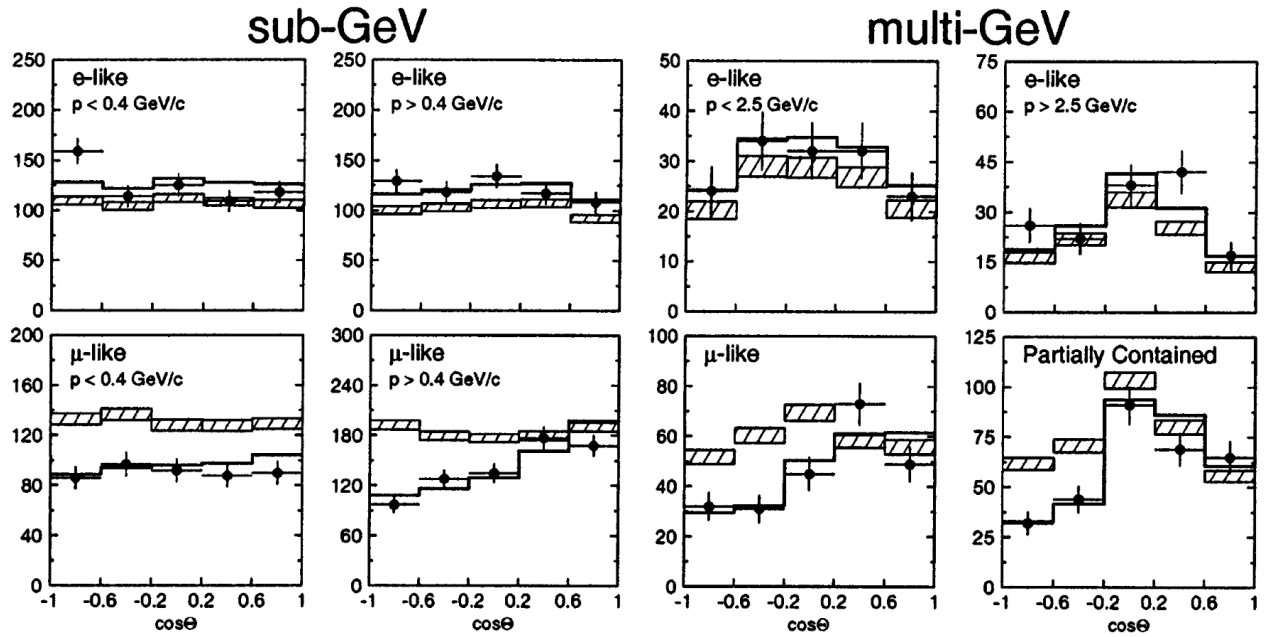 sub-GeV
multi-GeV
250
200
150
100
50
0
e-like
p < 0.4 GeV/c
250
200
150
100
50
0
e-like
p > 0.4 GeV/c
50
40
30
20
10
0
e-like
p < 2.5 GeV/c
75
60
45
30
15
0
e-like
p > 2.5 GeV/c
200
160
120
80
40
0
μ-like
p < 0.4 GeV/c
-1 -0.6 -0.2 0.2 0.6 1
cosΘ
300
240
180
120
60
0
μ-like
p > 0.4 GeV/c
-1 -0.6 -0.2 0.2 0.6 1
cosΘ
100
80
60
40
20
0
μ-like
-1 -0.6 -0.2 0.2 0.6 1
cosΘ
125
100
75
50
25
0
Partially Contained
-1 -0.6 -0.2 0.2 0.6 1
cosΘ